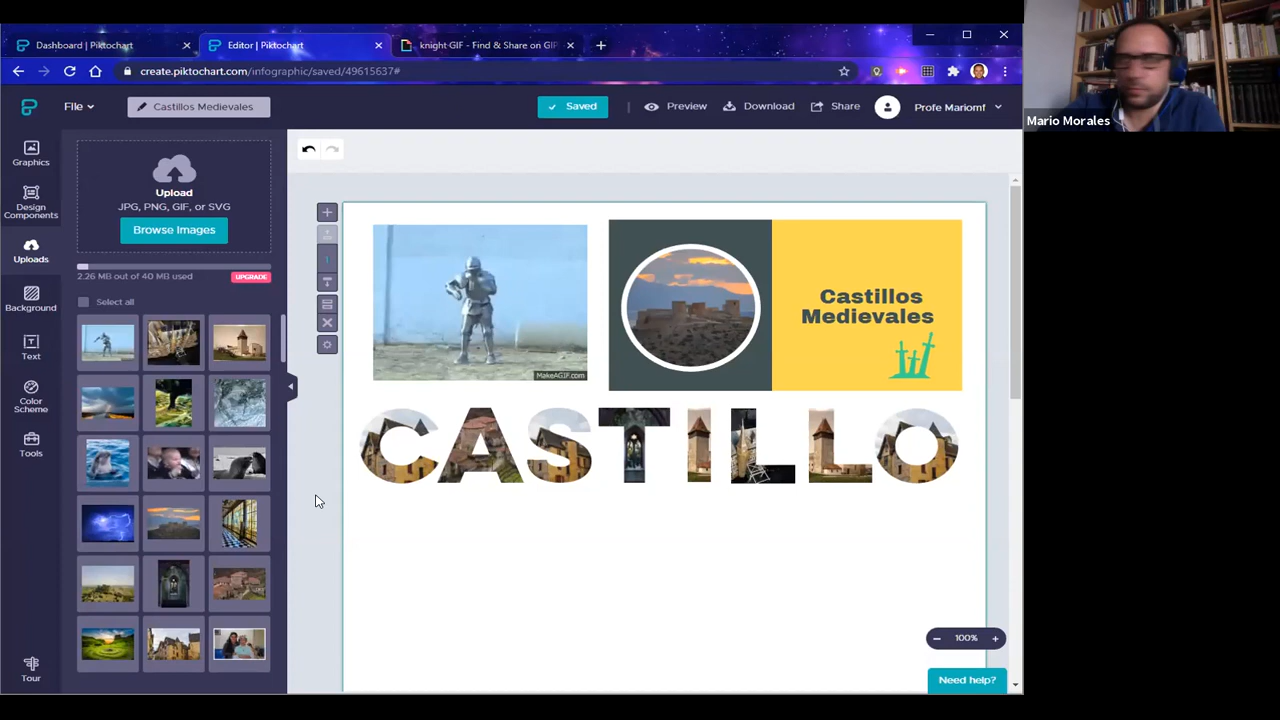 Dashboard | Piktochart
Editor | Piktochart
knight GIF - Find & Share on GIP
create.piktochart.com/infographic/saved/49615637#
File
Castillos Medievales
Saved
Preview
Download
Share
Profe Mariomf
Mario Morales
Graphics
Design Components
Uploads
Background
Text
Color Scheme
Tools
Tour
Upload
JPG, PNG, GIF, or SVG
Browse Images
2.26 MB out of 40 MB used
UPGRADE
Select all
1
MakeAGIF.com
Castillos
Medievales
CASTILLO
100%
Need help?